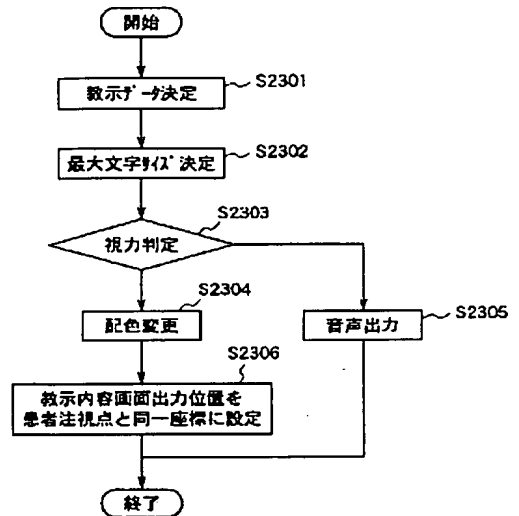 開始
教示ﾃﾞｰﾀ決定
S2301
最大文字ｻｲｽﾞ決定
S2302
視力判定
S2303
配色変更
S2304
音声出力
S2305
教示内容画面出力位置を
患者注視点と同一座標に設定
S2306
終了